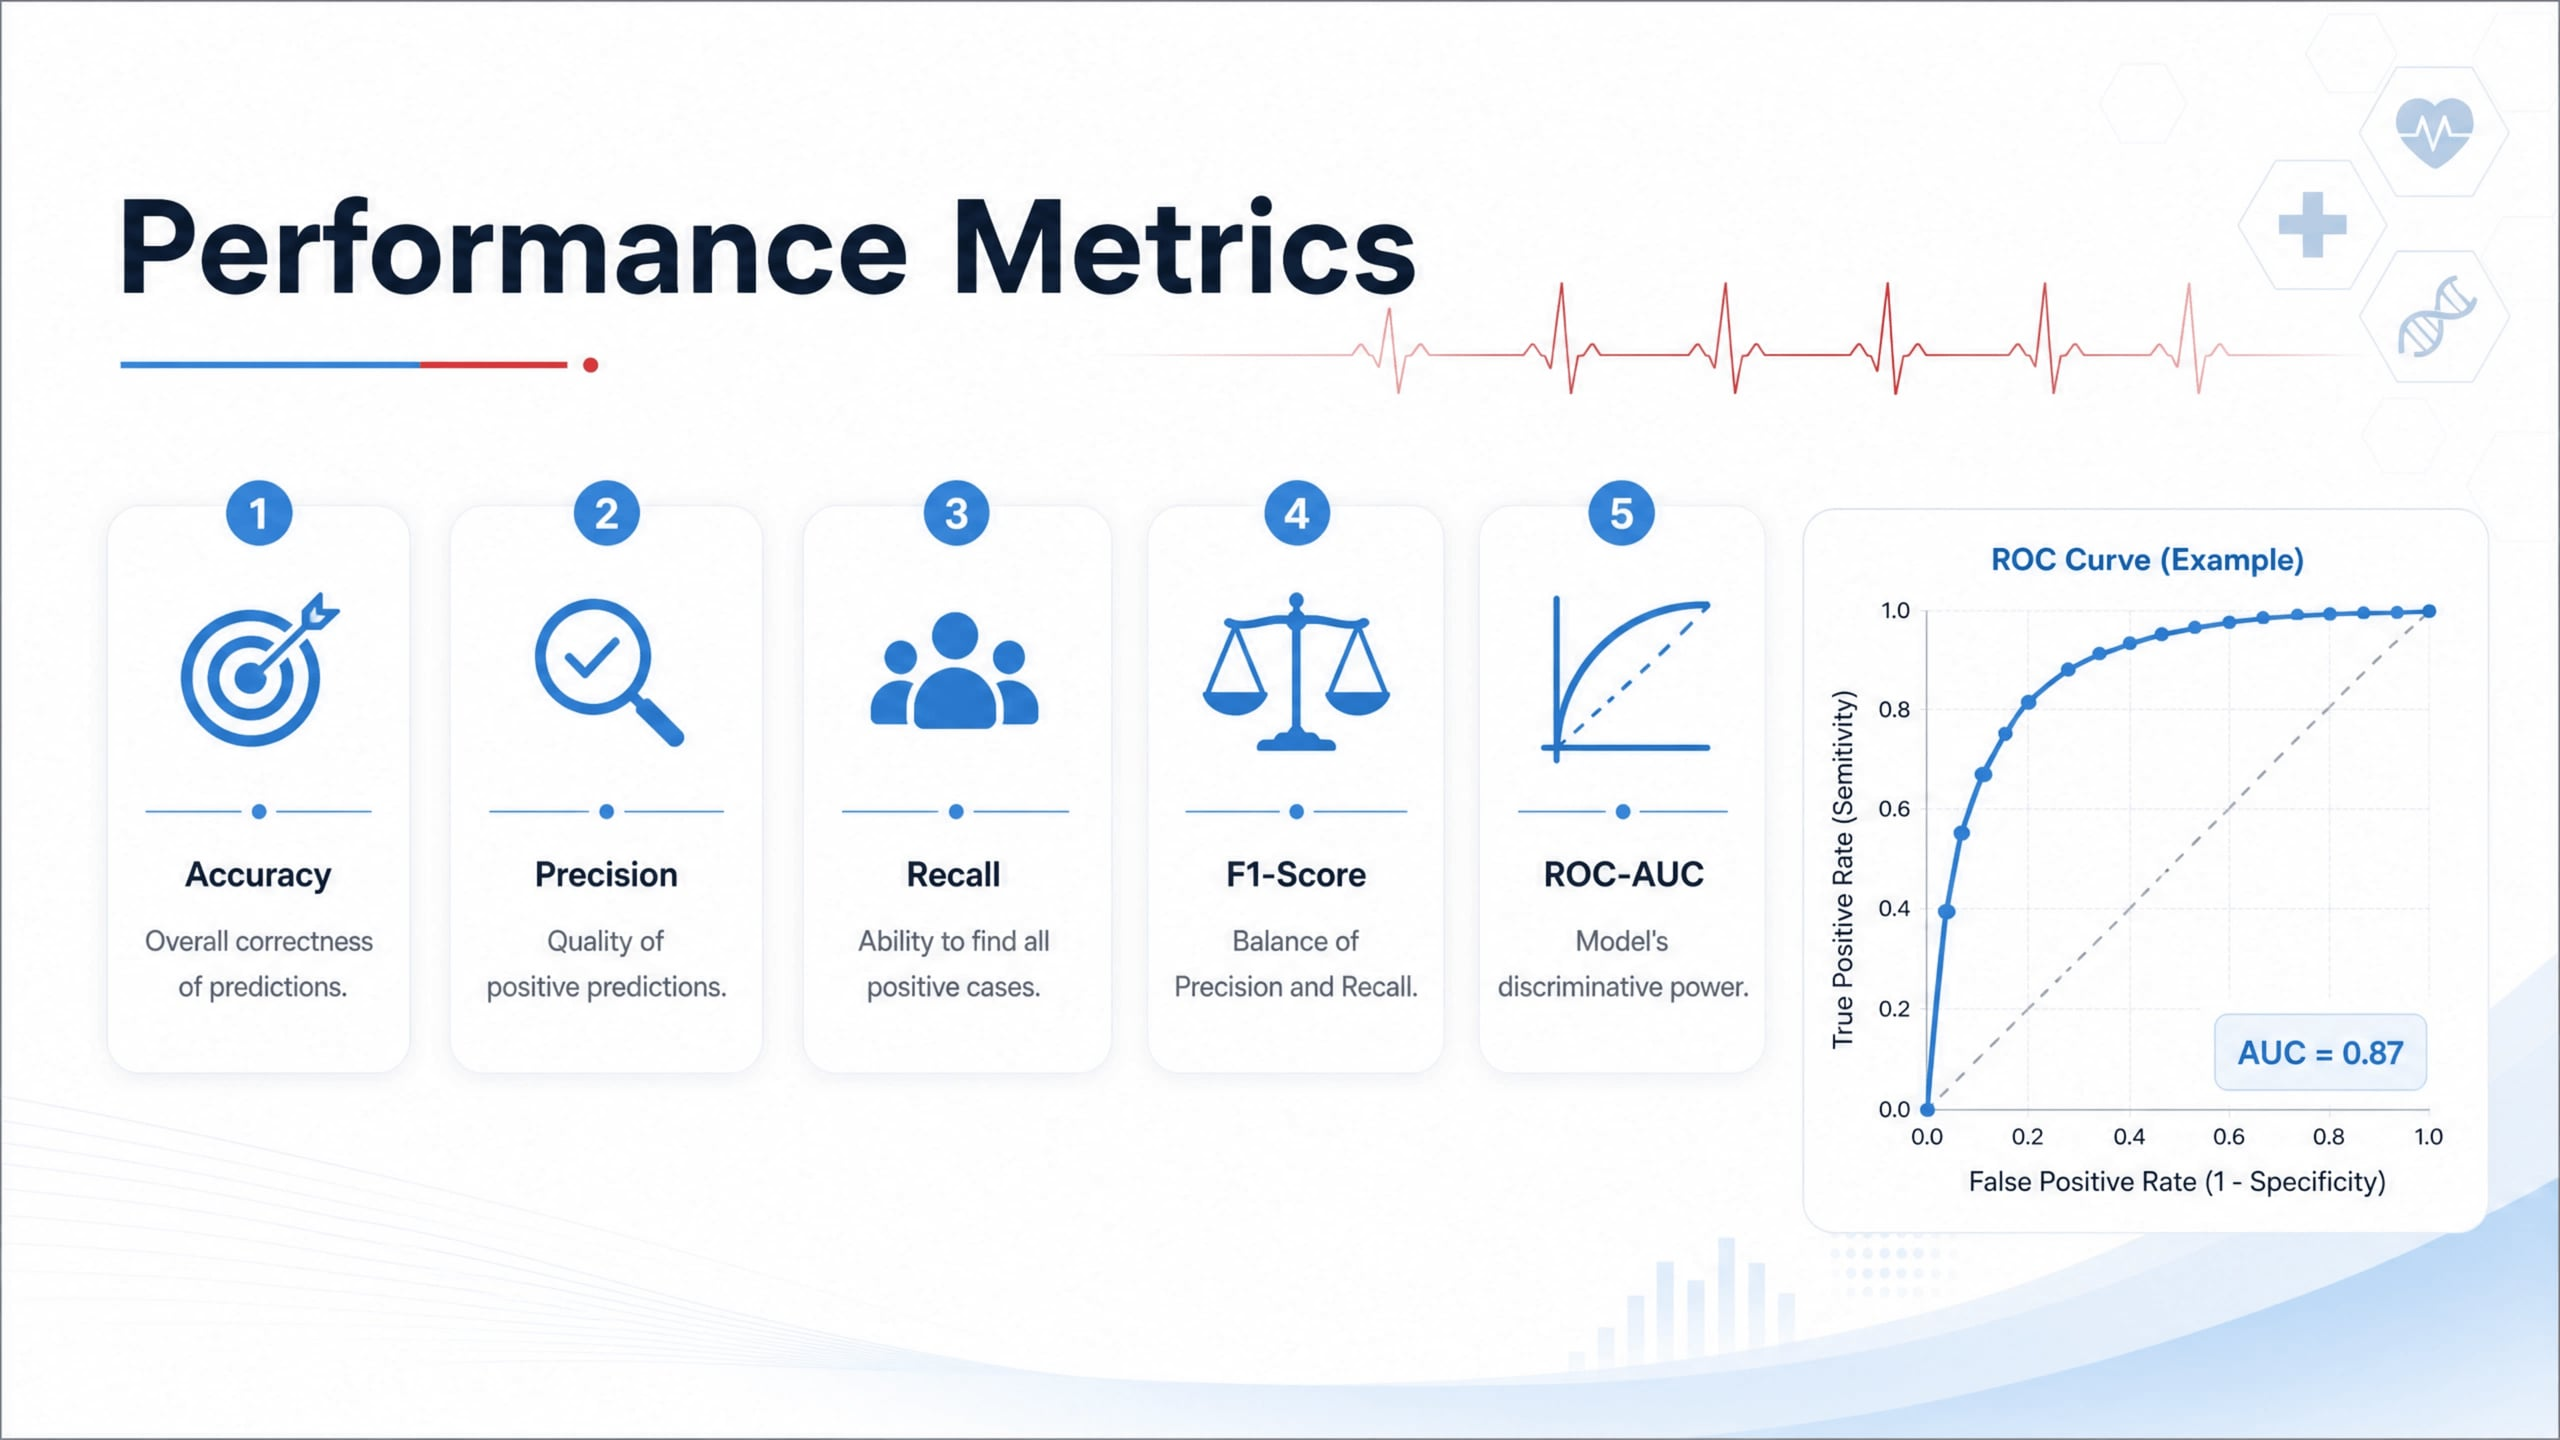 Performance Metrics
1
Accuracy
Overall correctness
of predictions.
2
Precision
Quality of
positive predictions.
3
Recall
Ability to find all
positive cases.
4
F1-Score
Balance of
Precision and Recall.
5
ROC-AUC
Model's
discriminative power.
ROC Curve (Example)
True Positive Rate (Semitivity)
1.0
0.8
0.6
0.4
0.2
0.0
AUC = 0.87
0.0 0.2 0.4 0.6 0.8 1.0
False Positive Rate (1 - Specificity)